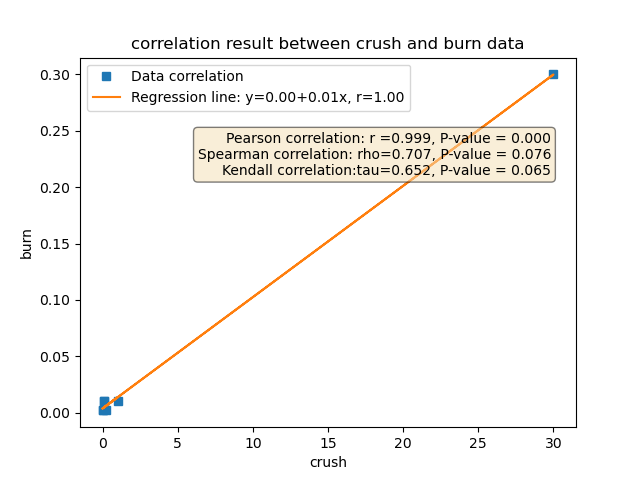 correlation result between crush and burn data
Data correlation
Regression line: y=0.00+0.01x, r=1.00
Pearson correlation: r =0.999, P-value = 0.000
Spearman correlation: rho=0.707, P-value = 0.076
Kendall correlation:tau=0.652, P-value = 0.065
0.30
0.25
0.20
0.15
0.10
0.05
0.00
burn
0 5 10 15 20 25 30
crush